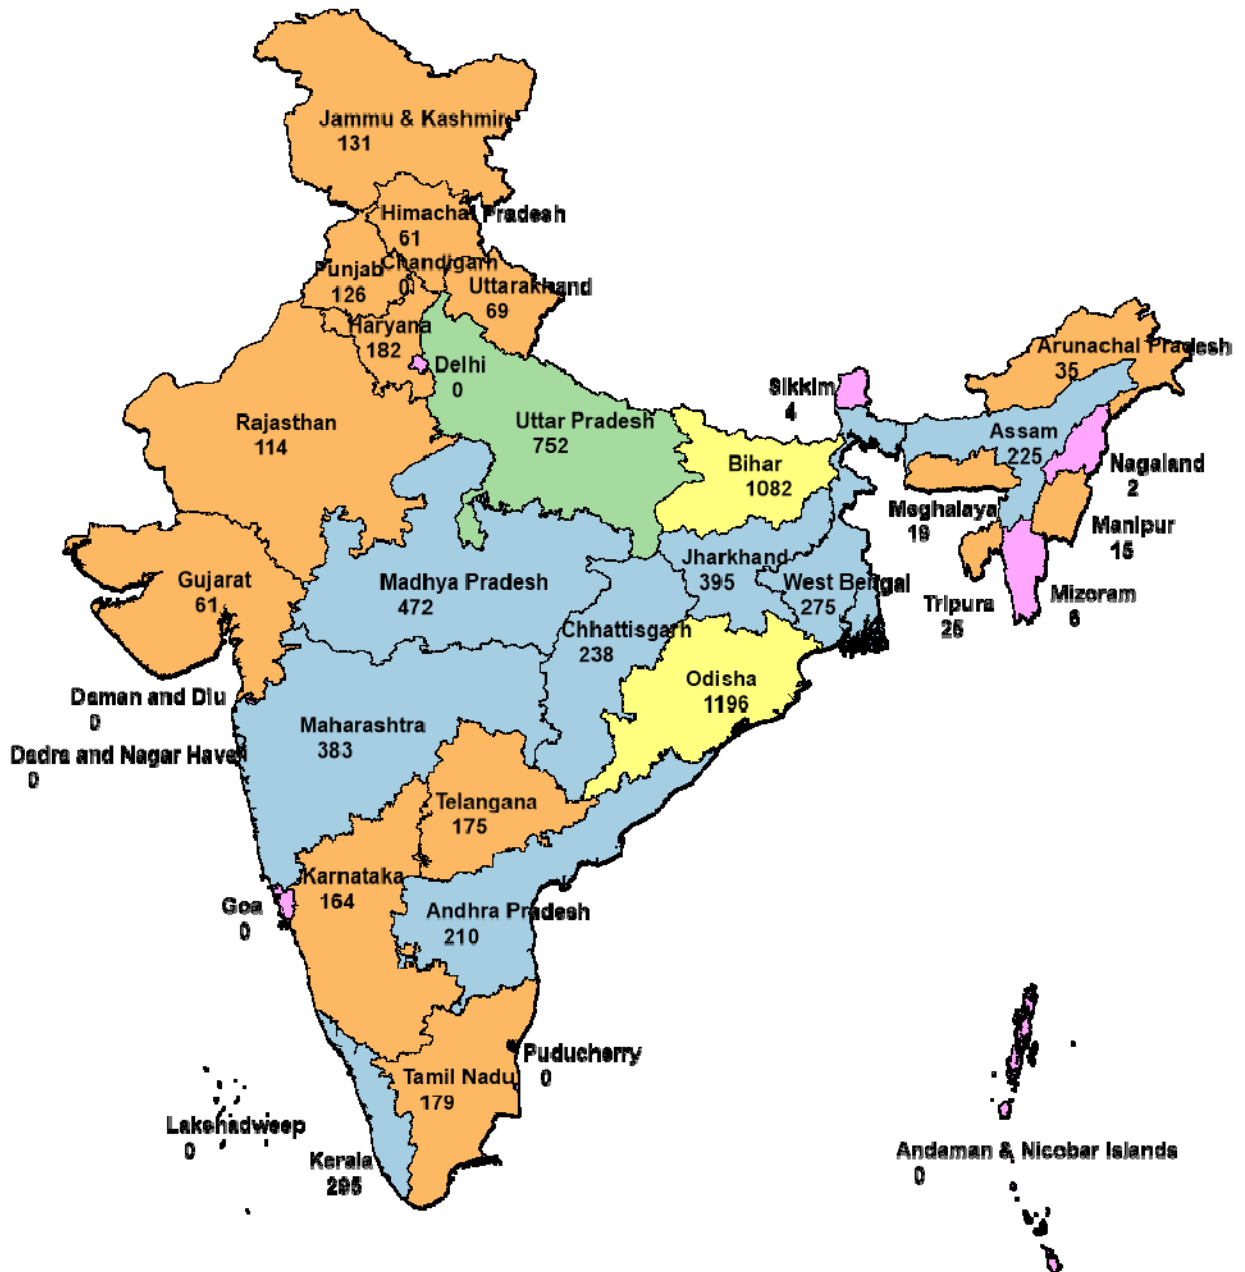 Jammu & Kashmir
131
Himachal Pradesh
61
Punjab
126
Chandigarh
0
Uttarakhand
69
Haryana
182
Delhi
0
Rajasthan
114
Uttar Pradesh
752
Bihar
1082
Sikkim
4
Arunachal Pradesh
35
Assam
225
Nagaland
2
Meghalaya
19
Manipur
15
Tripura
25
Mizoram
6
Gujarat
61
Madhya Pradesh
472
Jharkhand
395
West Bengal
275
Chhattisgarh
238
Odisha
1196
Daman and Diu
0
Dadra and Nagar Haveli
0
Maharashtra
383
Telangana
175
Karnataka
164
Goa
0
Andhra Pradesh
210
Puducherry
0
Tamil Nadu
179
Lakshadweep
0
Kerala
295
Andaman & Nicobar Islands
0